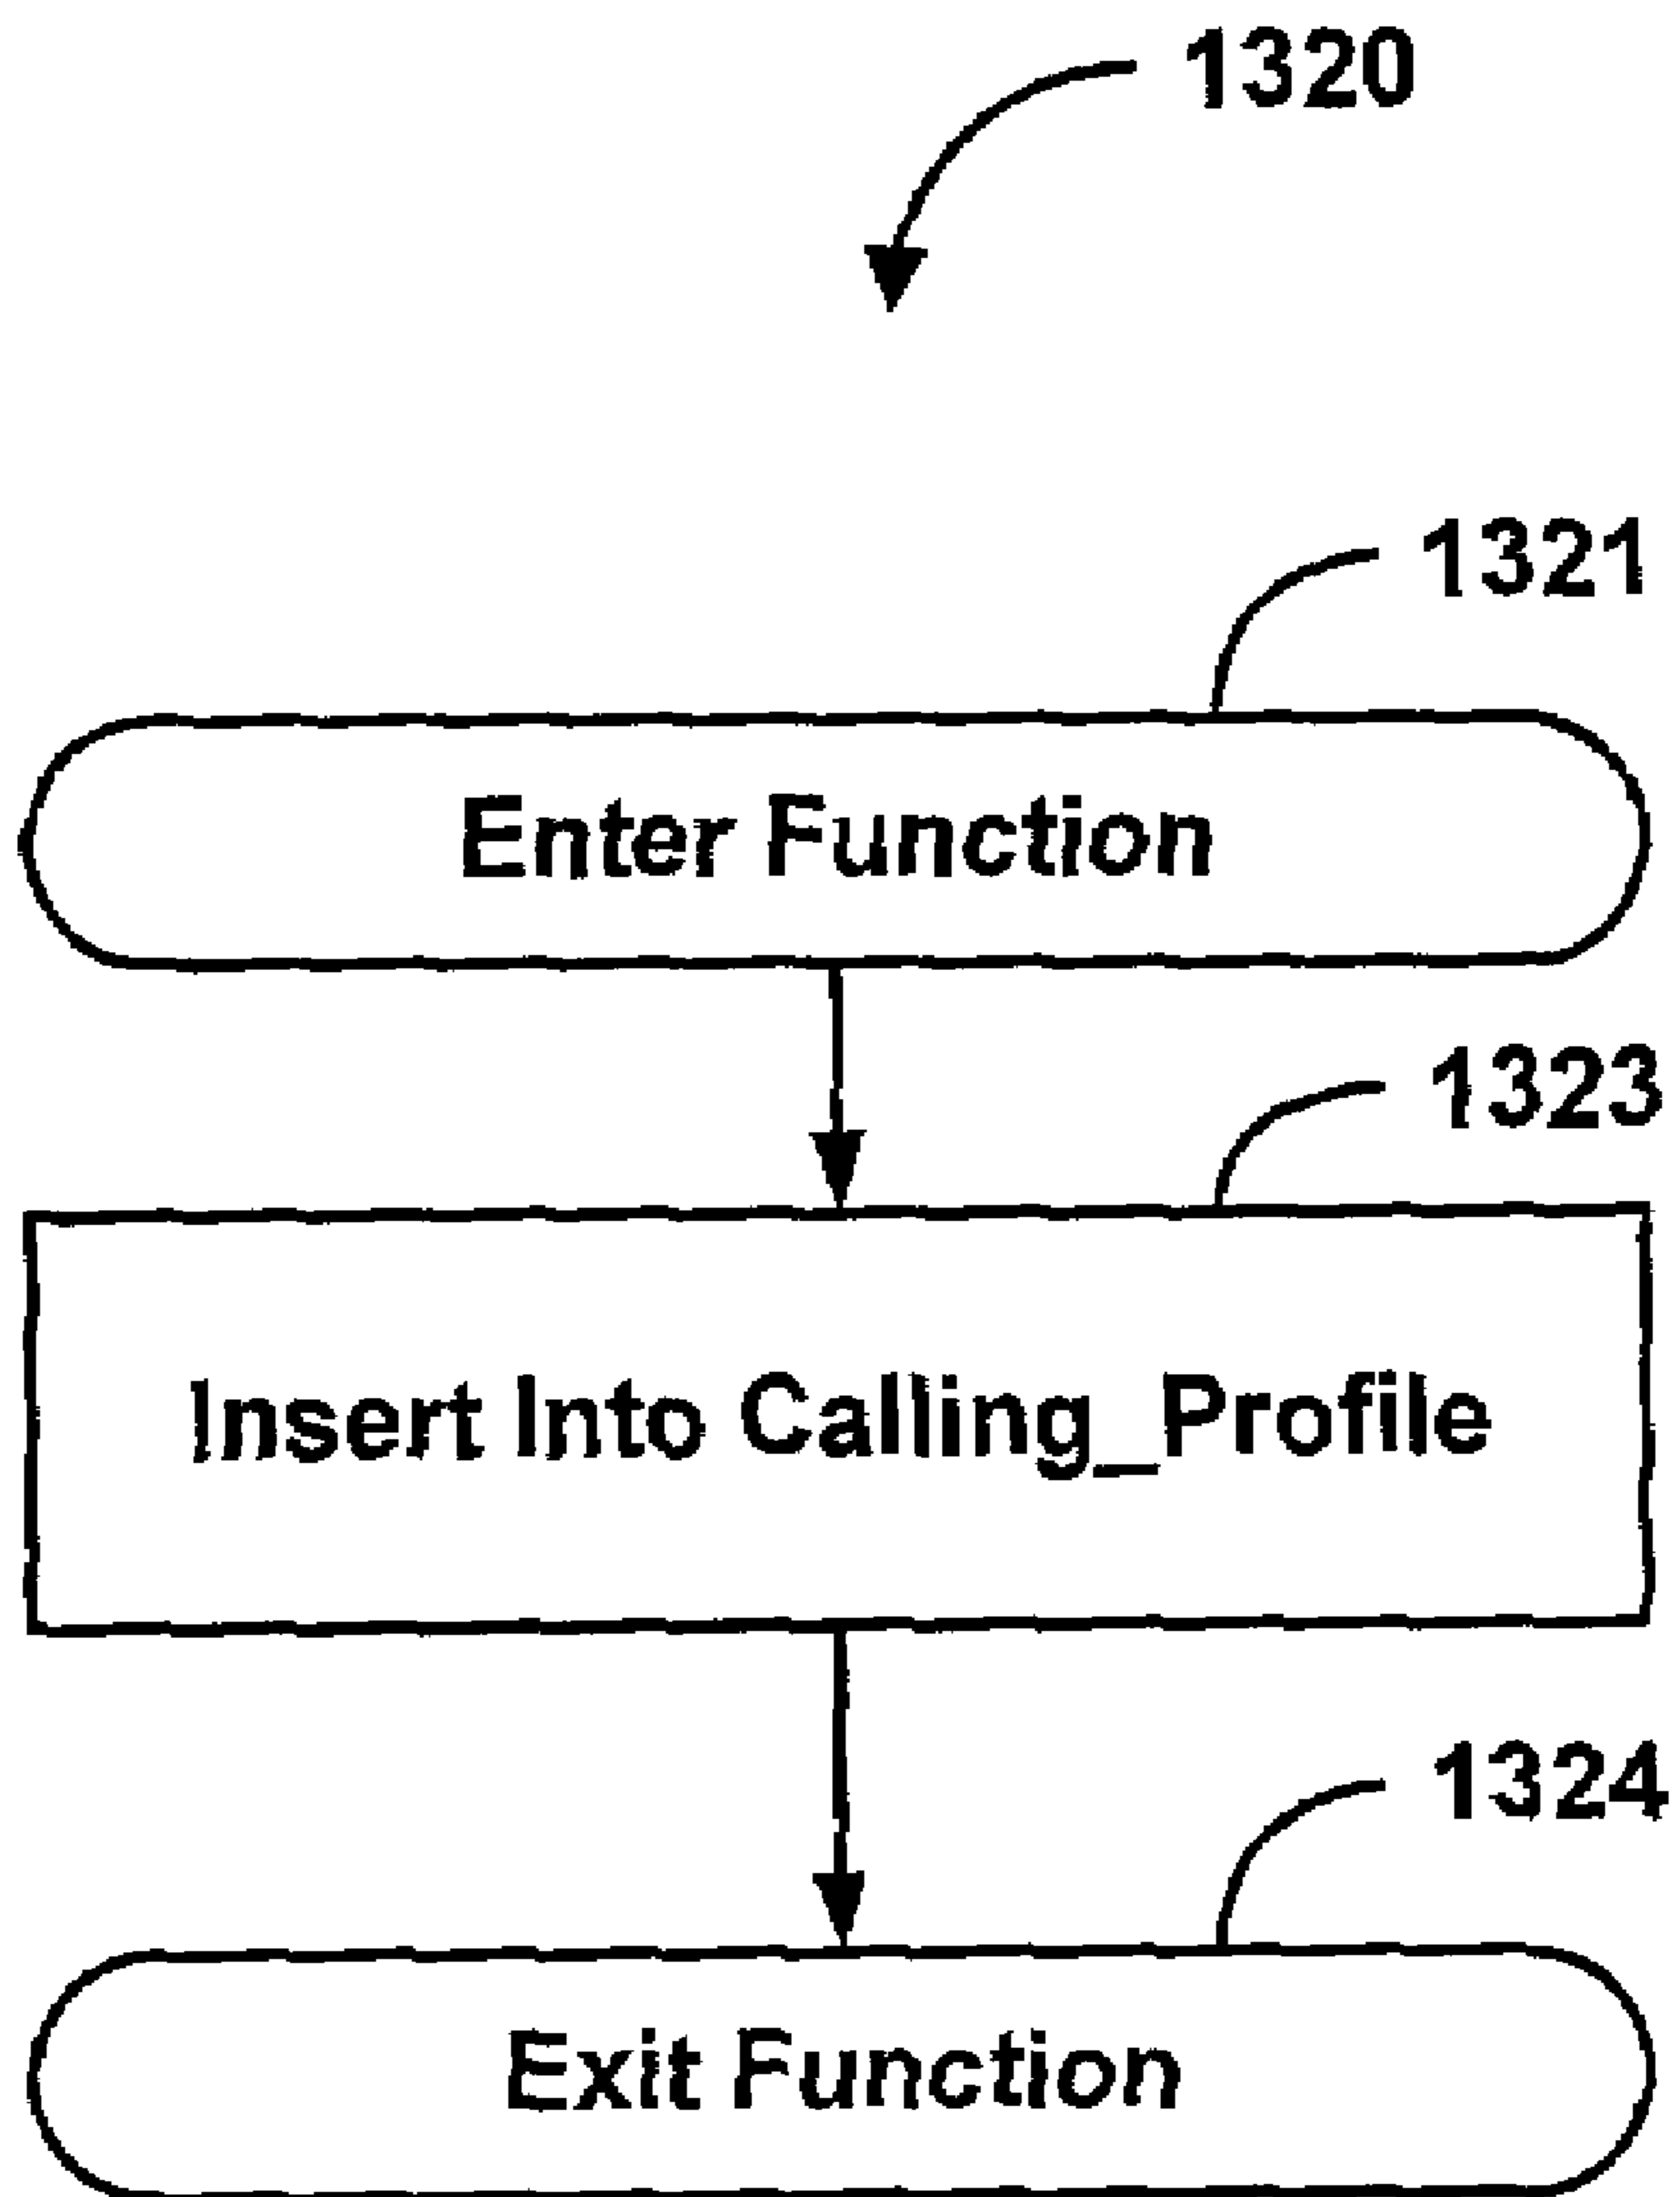 1320
1321
Enter Function
1323
Insert Into Calling_Profile
1324
Exit Function